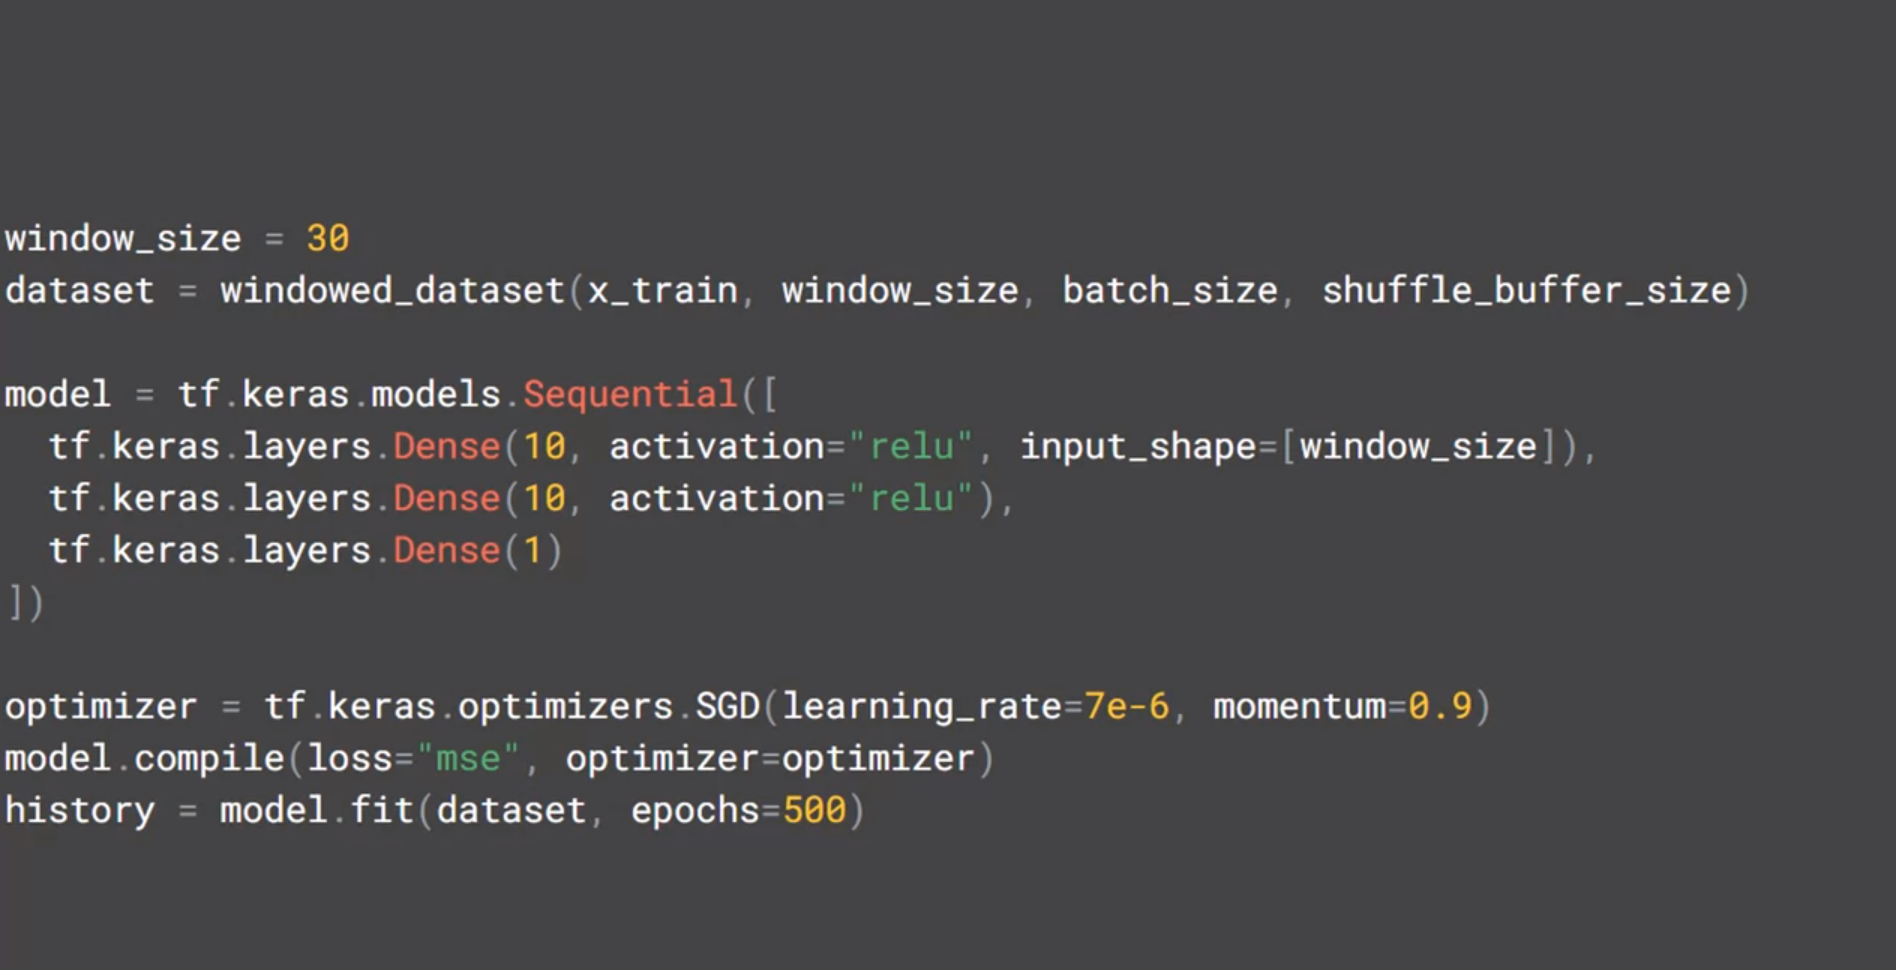 window_size = 30
dataset = windowed_dataset(x_train, window_size, batch_size, shuffle_buffer_size)
model = tf.keras.models.Sequential([
  tf.keras.layers.Dense(10, activation="relu", input_shape=[window_size]),
  tf.keras.layers.Dense(10, activation="relu"),
  tf.keras.layers.Dense(1)
])
optimizer = tf.keras.optimizers.SGD(learning_rate=7e-6, momentum=0.9)
model.compile(loss="mse", optimizer=optimizer)
history = model.fit(dataset, epochs=500)